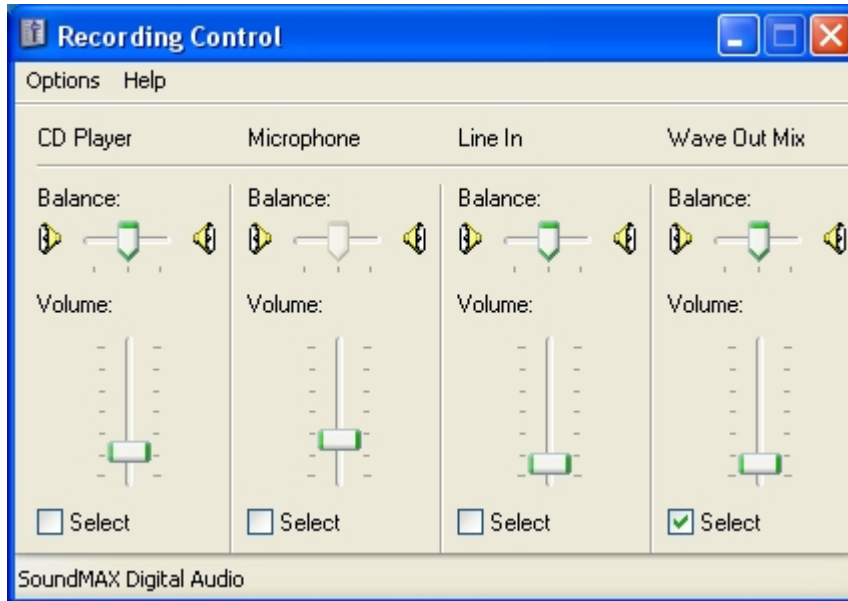 Recording Control
Options Help
CD Player Microphone Line In Wave Out Mix
Balance: Balance: Balance: Balance:
Volume: Volume: Volume: Volume:
Select Select Select Select
SoundMAX Digital Audio